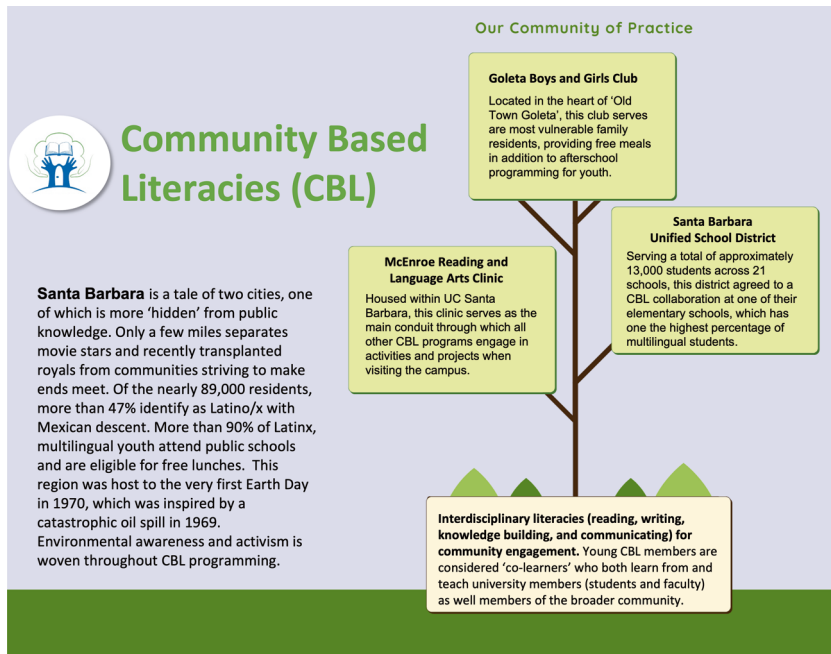 Our Community of Practice
Community Based
Literacies (CBL)
Santa Barbara is a tale of two cities, one
of which is more ‘hidden’ from public
knowledge. Only a few miles separates
movie stars and recently transplanted
royals from communities striving to make
ends meet. Of the nearly 89,000 residents,
more than 47% identify as Latino/x with
Mexican descent. More than 90% of Latinx,
multilingual youth attend public schools
and are eligible for free lunches.  This
region was host to the very first Earth Day
in 1970, which was inspired by a
catastrophic oil spill in 1969.
Environmental awareness and activism is
woven throughout CBL programming.
Goleta Boys and Girls Club
Located in the heart of ‘Old
Town Goleta’, this club serves
are most vulnerable family
residents, providing free meals
in addition to afterschool
programming for youth.
McEnroe Reading and
Language Arts Clinic
Housed within UC Santa
Barbara, this clinic serves as the
main conduit through which all
other CBL programs engage in
activities and projects when
visiting the campus.
Santa Barbara
Unified School District
Serving a total of approximately
13,000 students across 21
schools, this district agreed to a
CBL collaboration at one of their
elementary schools, which has
one the highest percentage of
multilingual students.
Interdisciplinary literacies (reading, writing,
knowledge building, and communicating) for
community engagement. Young CBL members are
considered ‘co-learners’ who both learn from and
teach university members (students and faculty)
as well members of the broader community.